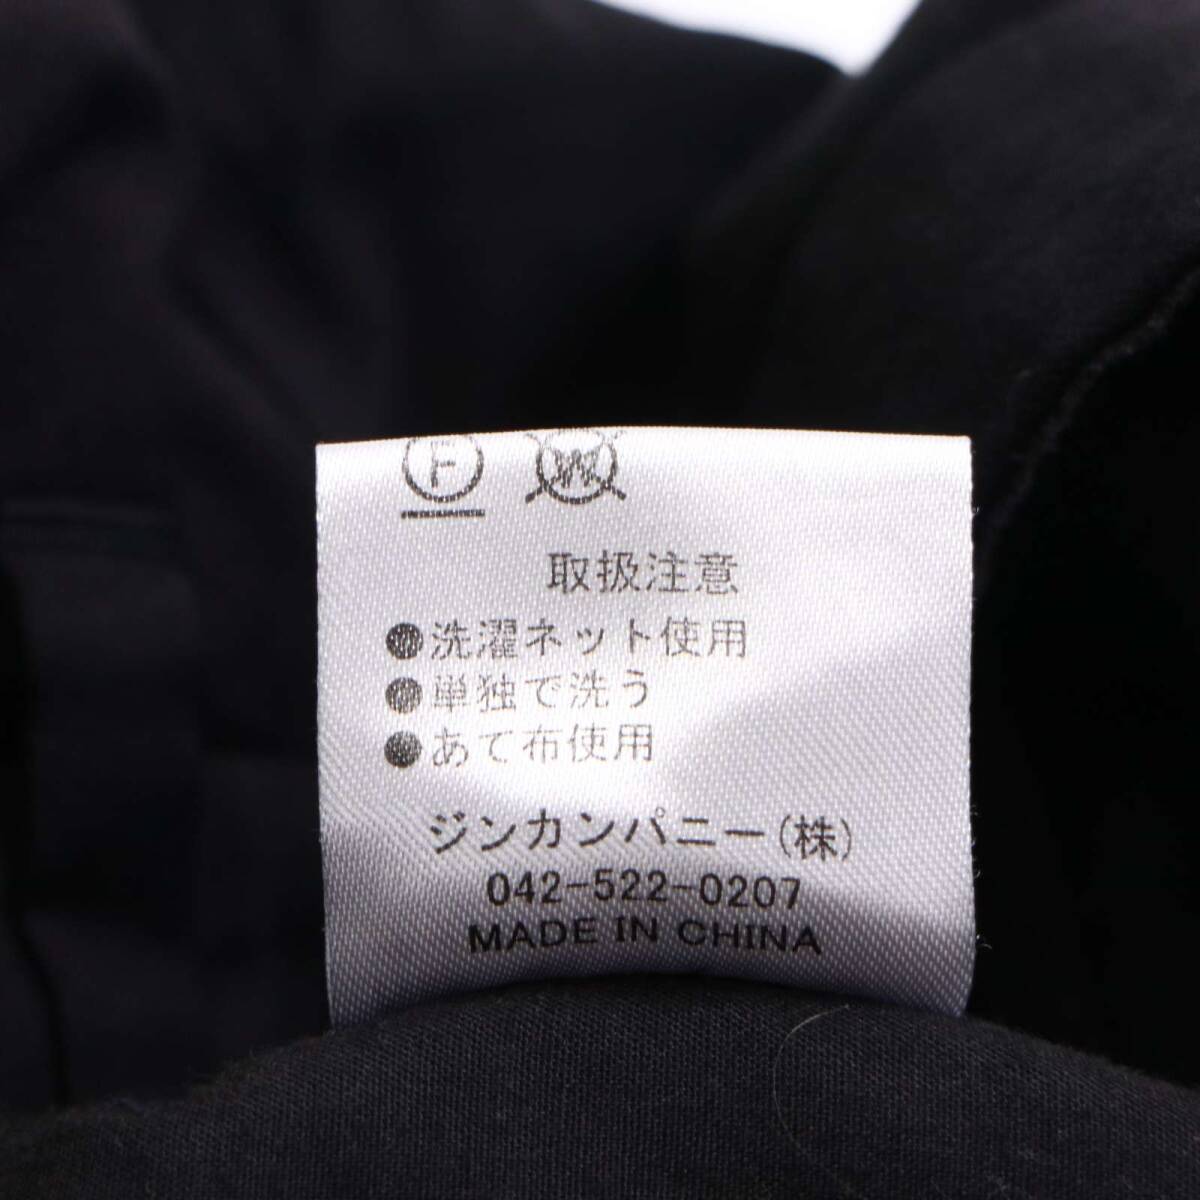 F W
取扱注意
●洗濯ネット使用
●単独で洗う
●あて布使用
ジンカンパニー(株)
042-522-0207
MADE IN CHINA